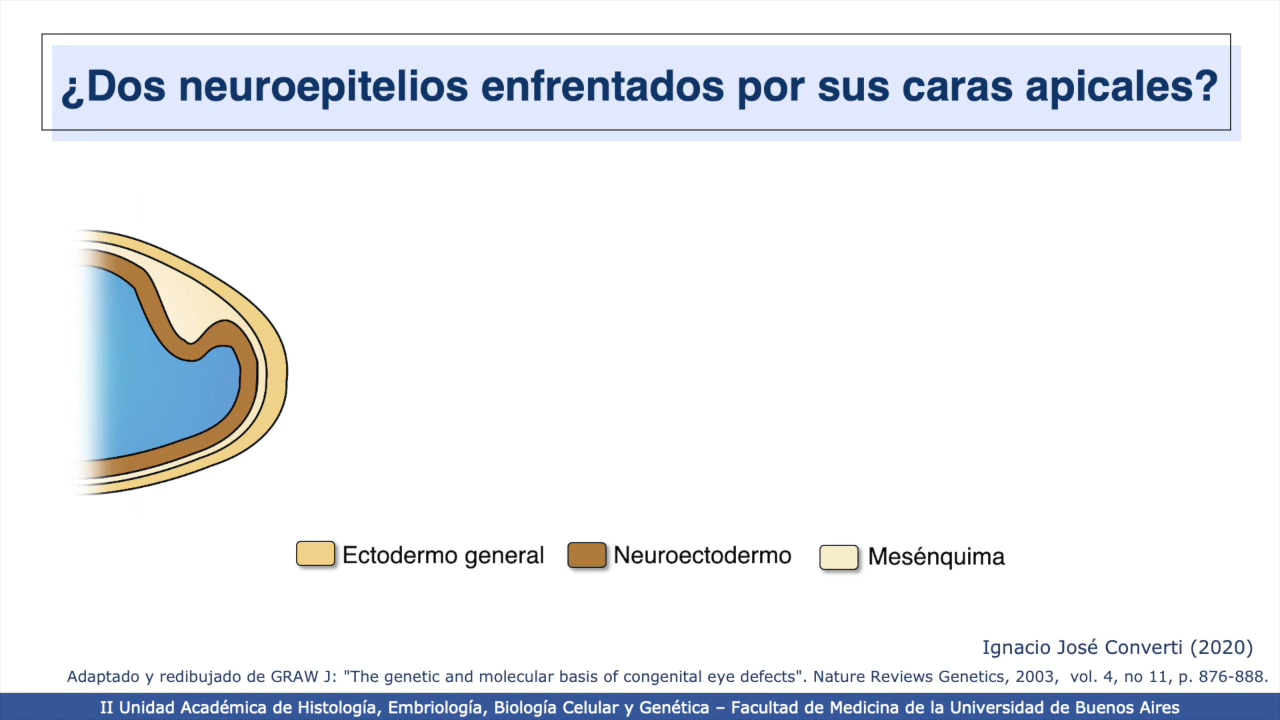 ¿Dos neuroepitelios enfrentados por sus caras apicales?
Ectodermo general
Neuroectodermo
Mesénquima
Ignacio José Converti (2020)
Adaptado y redibujado de GRAW J: "The genetic and molecular basis of congenital eye defects". Nature Reviews Genetics, 2003, vol. 4, no 11, p. 876-888.
II Unidad Académica de Histología, Embriología, Biología Celular y Genética – Facultad de Medicina de la Universidad de Buenos Aires